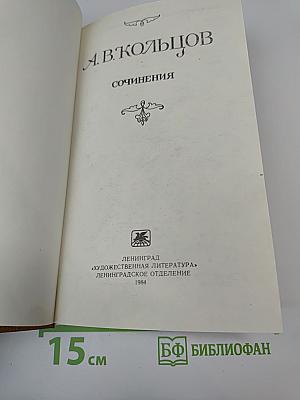 А.В.КОЛЬЦОВ
СОЧИНЕНИЯ
ЛЕНИНГРАД
«ХУДОЖЕСТВЕННАЯ ЛИТЕРАТУРА»
ЛЕНИНГРАДСКОЕ ОТДЕЛЕНИЕ
1984
15 см
БФ БИБЛИОФАН